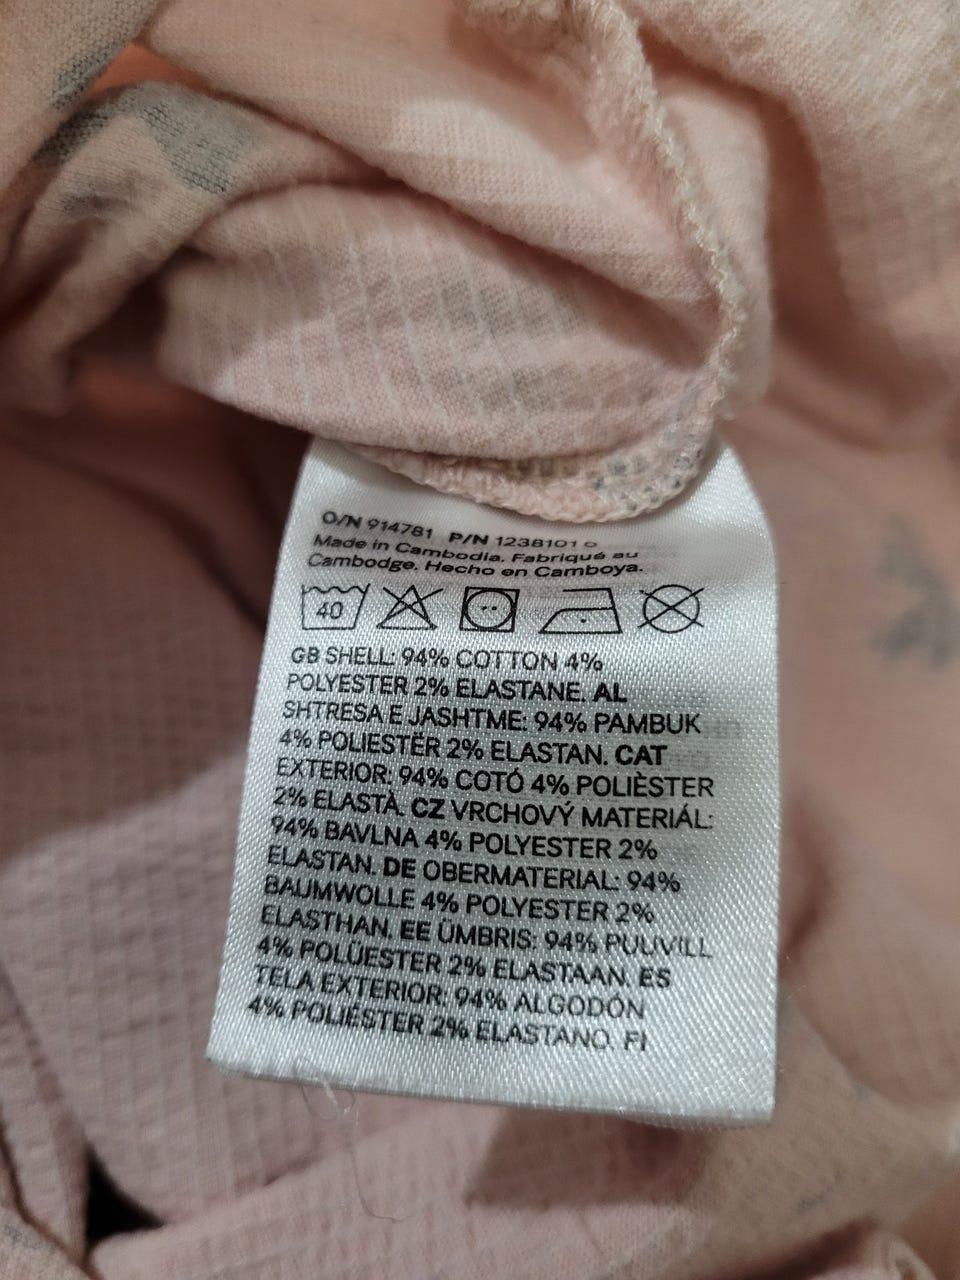 O/N 914781 P/N 1238101
Made in Cambodia. Fabriqué au
Cambodge. Hecho en Camboya.
40
GB SHELL: 94% COTTON 4%
POLYESTER 2% ELASTANE. AL
SHTRESA E JASHTME: 94% PAMBUK
4% POLIESTËR 2% ELASTAN. CAT
EXTERIOR: 94% COTÓ 4% POLIÈSTER
2% ELASTÀ. CZ VRCHOVÝ MATERIÁL:
94% BAVLNA 4% POLYESTER 2%
ELASTAN. DE OBERMATERIAL: 94%
BAUMWOLLE 4% POLYESTER 2%
ELASTHAN. EE ÜMBRIS: 94% PUUVILL
4% POLÜESTER 2% ELASTAAN. ES
TELA EXTERIOR: 94% ALGODÓN
4% POLIÉSTER 2% ELASTANO. FI